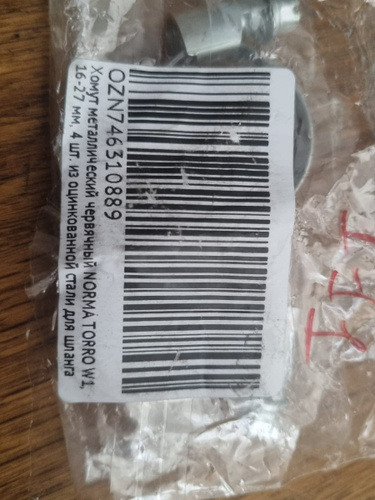 OZN746310889
Хомут металлический червячный NORMA TORRO W1,
16-27 мм, 4 шт. из оцинкованной стали для шланга